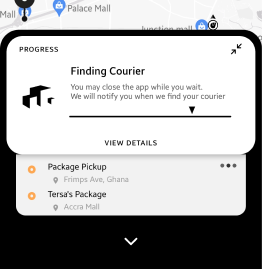 Mall
Palace Mall
Junction mall
PROGRESS
Finding Courier
You may close the app while you wait.
We will notify you when we find your courier
VIEW DETAILS
Package Pickup
Frimps Ave, Ghana
Tersa's Package
Accra Mall